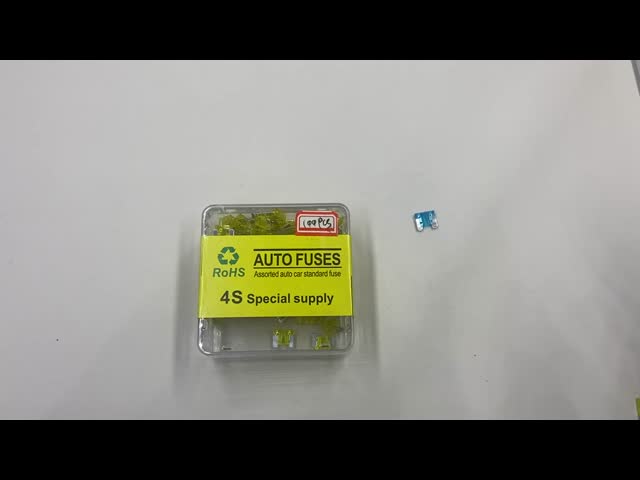 100PCS
AUTO FUSES
RoHS
Assorted auto car standard fuse
4S Special supply